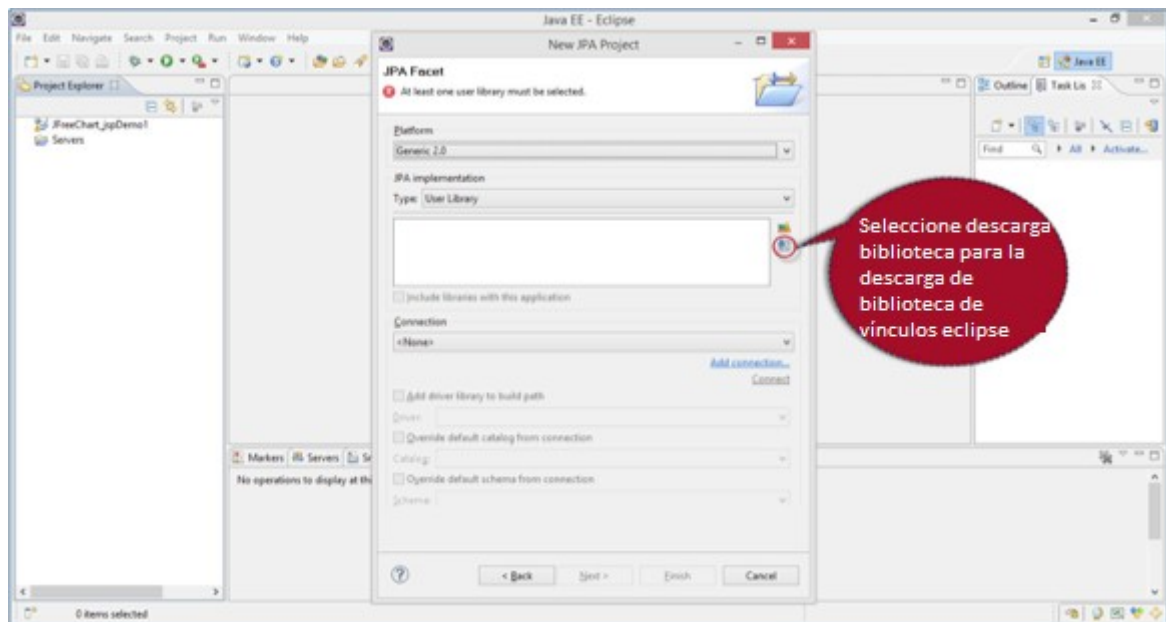 Java EE - Eclipse
File Edit Navigate Search Project Run Window Help
New JPA Project
Java EE
Project Explorer
JPA Facet
At least one user library must be selected.
Outline Task Lis
JFreeChart_jspDemo1
Servers
Find All Activate...
Platform
Generic 2.0
JPA implementation
Type: User Library
Seleccione descarga
biblioteca para la
descarga de
biblioteca de
vínculos eclipse
Include libraries with this application
Connection
<None>
Add connection...
Connect
Add driver library to build path
Driver:
Override default catalog from connection
Catalog:
Override default schema from connection
Schema:
Markers Servers
No operations to display at thi
< Back Next > Finish Cancel
0 items selected